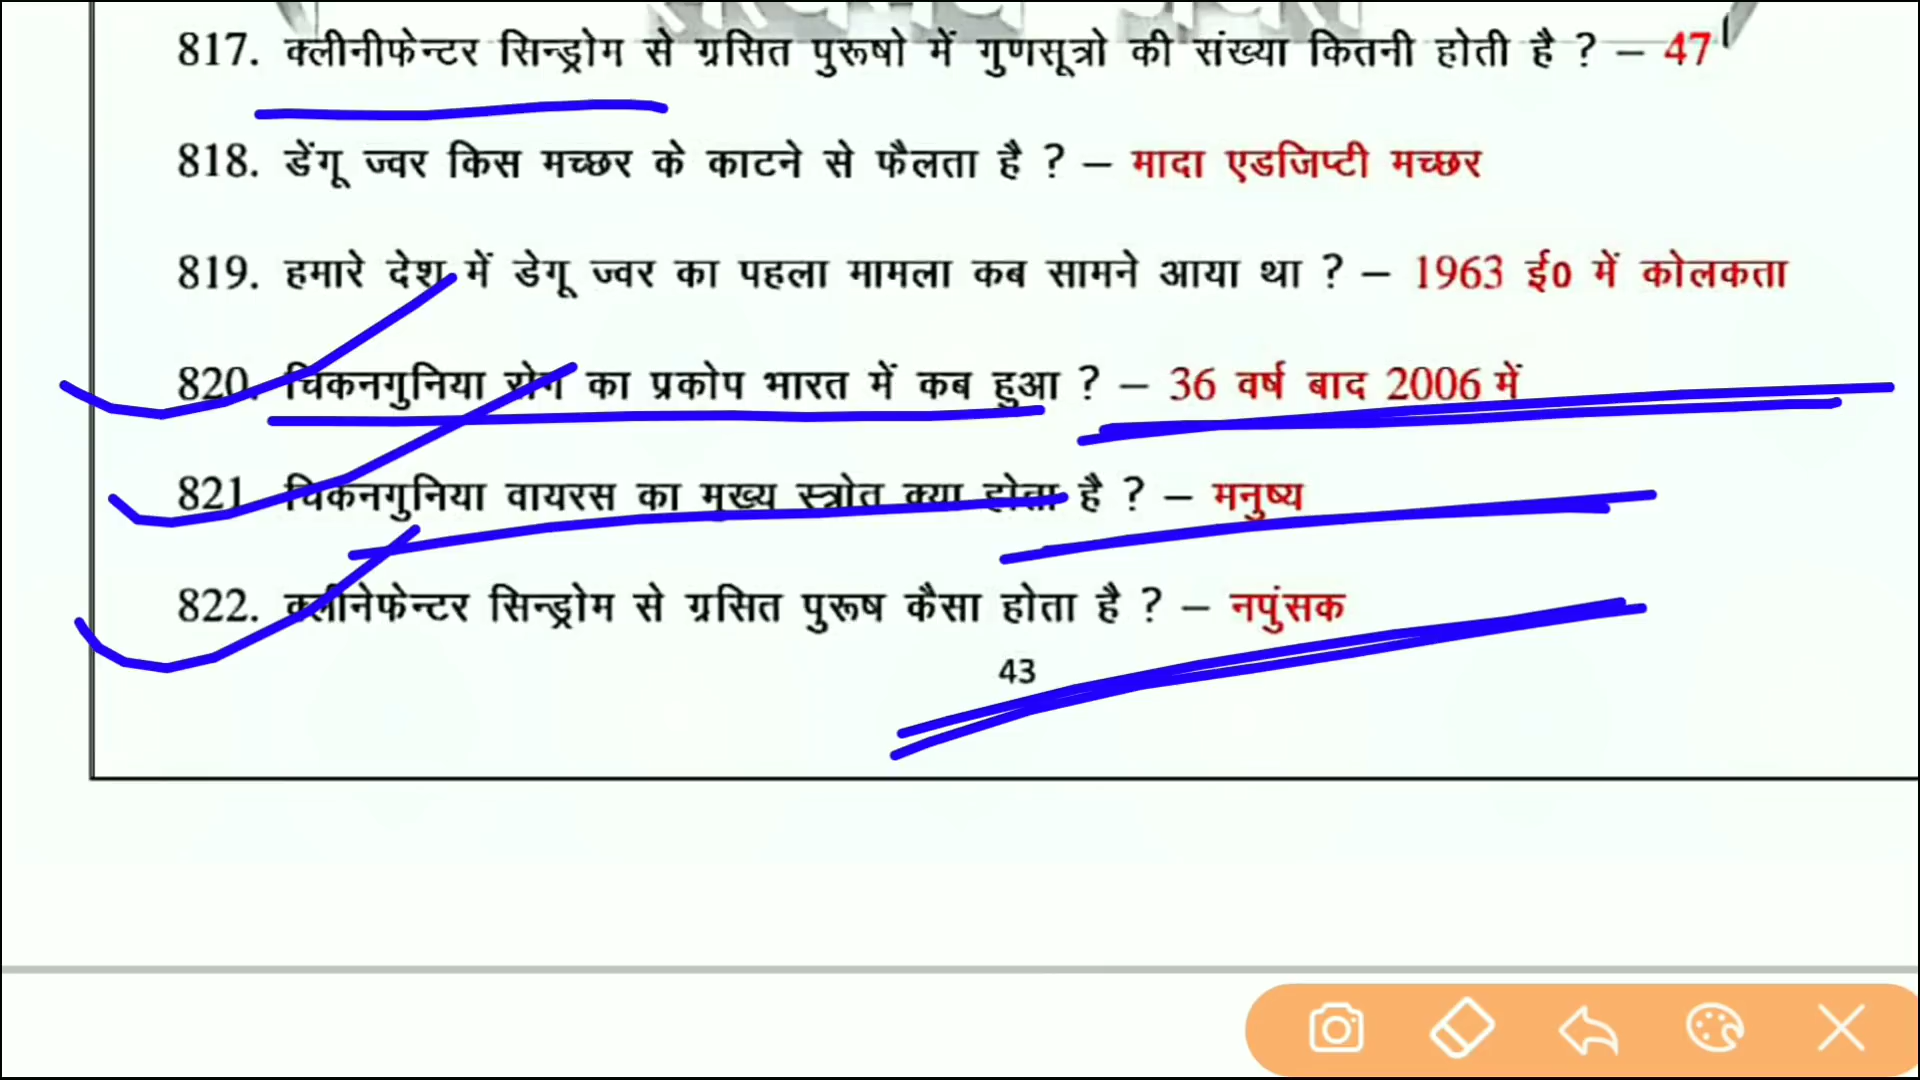 817. क्लीनीफेन्टर सिन्ड्रोम से ग्रसित पुरूषो में गुणसूत्रो की संख्या कितनी होती है ? – 47
818. डेंगू ज्वर किस मच्छर के काटने से फैलता है ? – मादा एडजिप्टी मच्छर
819. हमारे देश में डेगू ज्वर का पहला मामला कब सामने आया था ? – 1963 ई0 में कोलकता
820. चिकनगुनिया रोग का प्रकोप भारत में कब हुआ ? – 36 वर्ष बाद 2006 में
821. चिकनगुनिया वायरस का मुख्य स्त्रोत क्या होता है ? – मनुष्य
822. क्लीनेफेन्टर सिन्ड्रोम से ग्रसित पुरूष कैसा होता है ? – नपुंसक
43